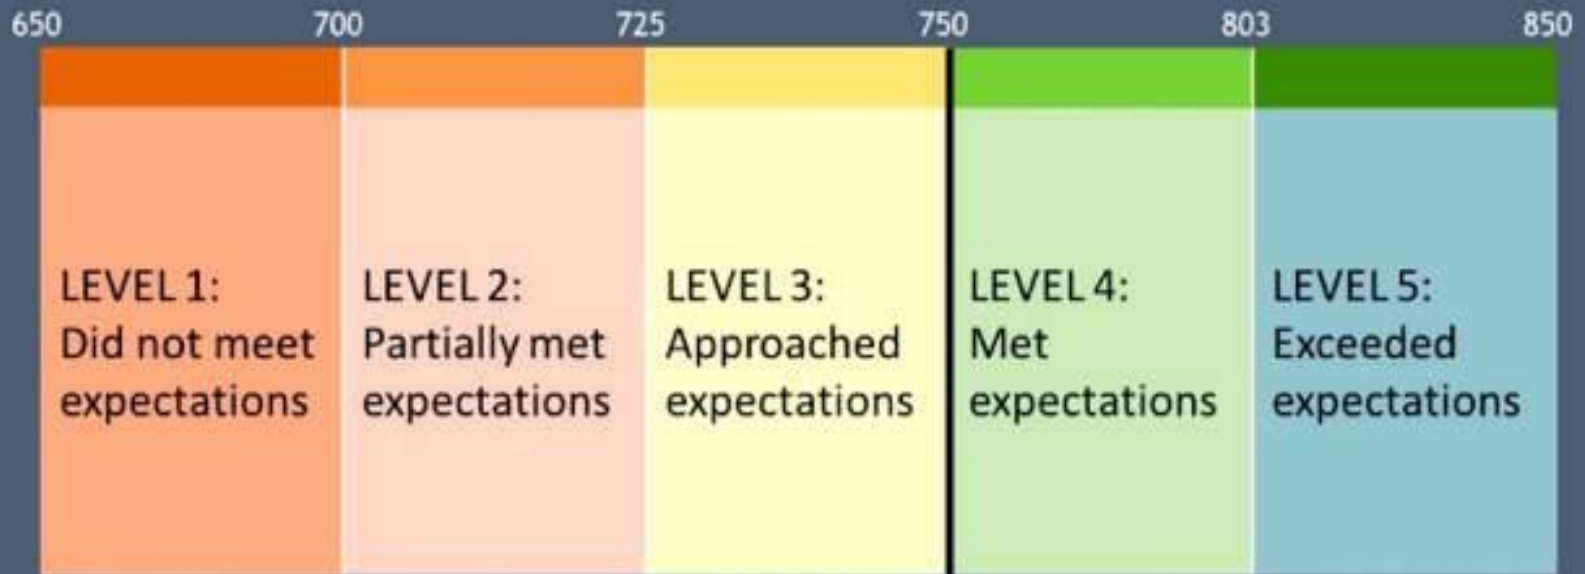 650 700 725 750 803 850
LEVEL 1:
Did not meet
expectations
LEVEL 2:
Partially met
expectations
LEVEL 3:
Approached
expectations
LEVEL 4:
Met
expectations
LEVEL 5:
Exceeded
expectations